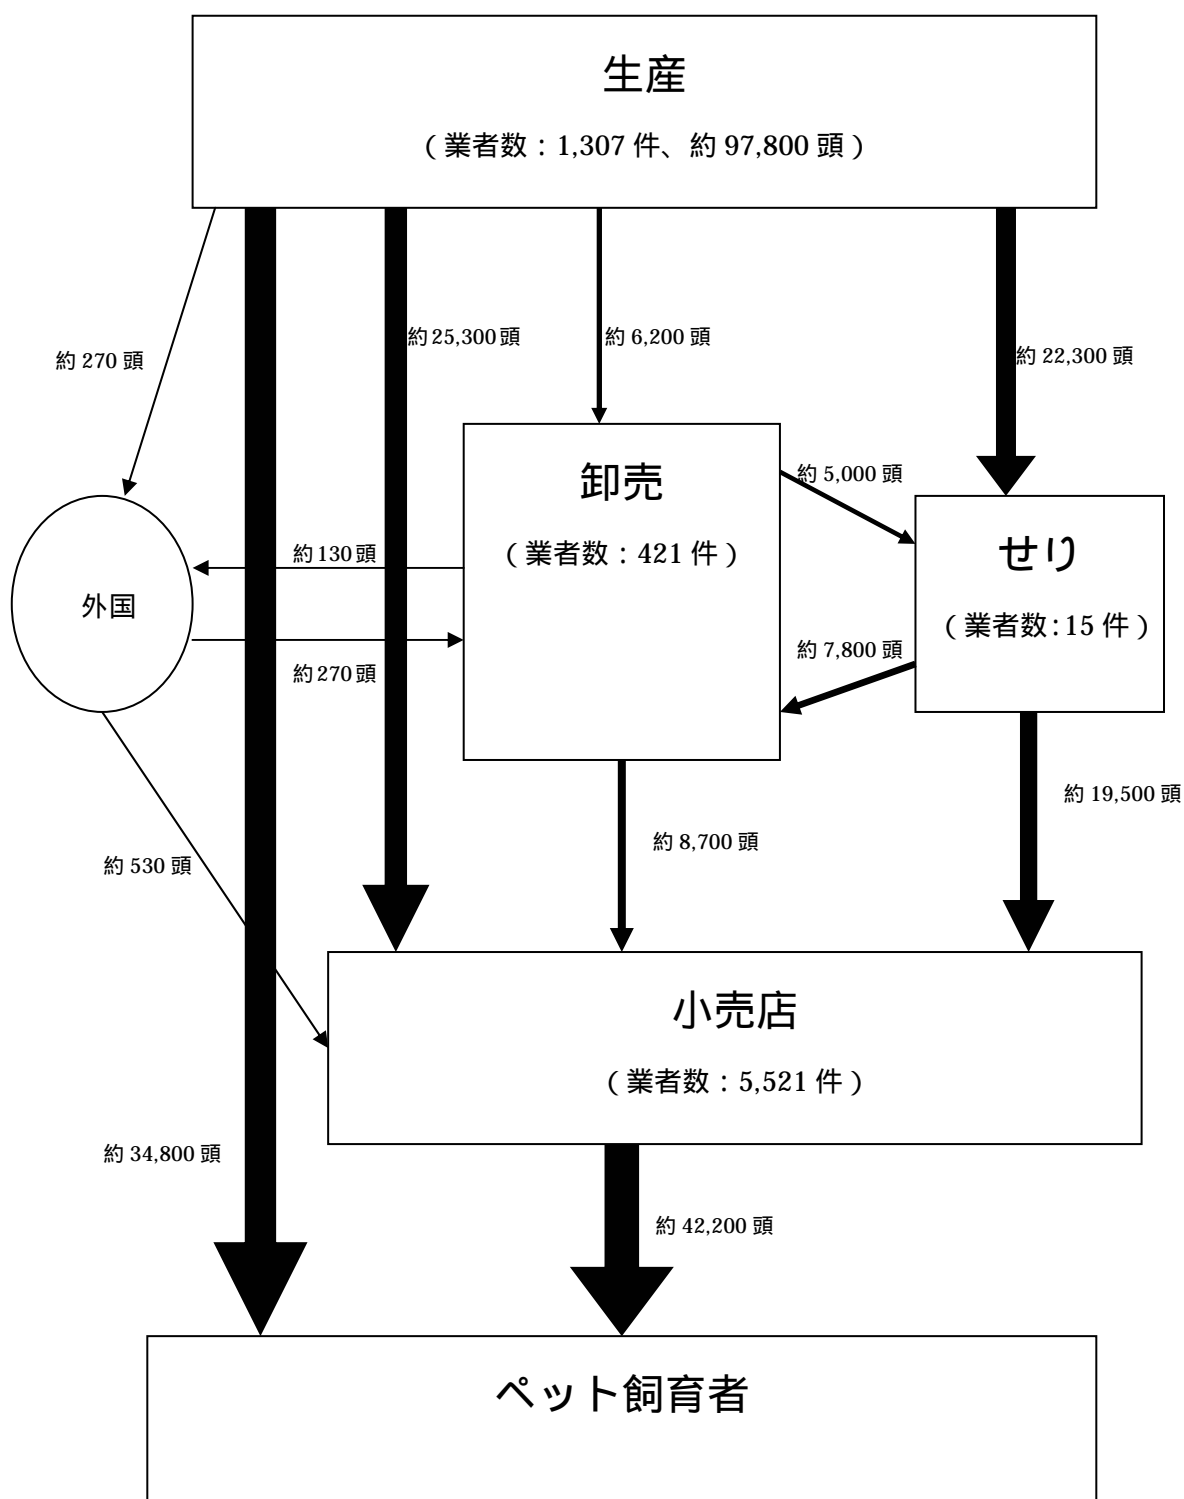 生産
（業者数：1,307 件、約 97,800 頭）
約 25,300 頭
約 6,200 頭
約 22,300 頭
約 270 頭
卸売
（業者数：421 件）
約 5,000 頭
せり
（業者数：15 件）
約 130 頭
外国
約 270 頭
約 7,800 頭
約 19,500 頭
約 8,700 頭
約 530 頭
小売店
（業者数：5,521 件）
約 34,800 頭
約 42,200 頭
ペット飼育者